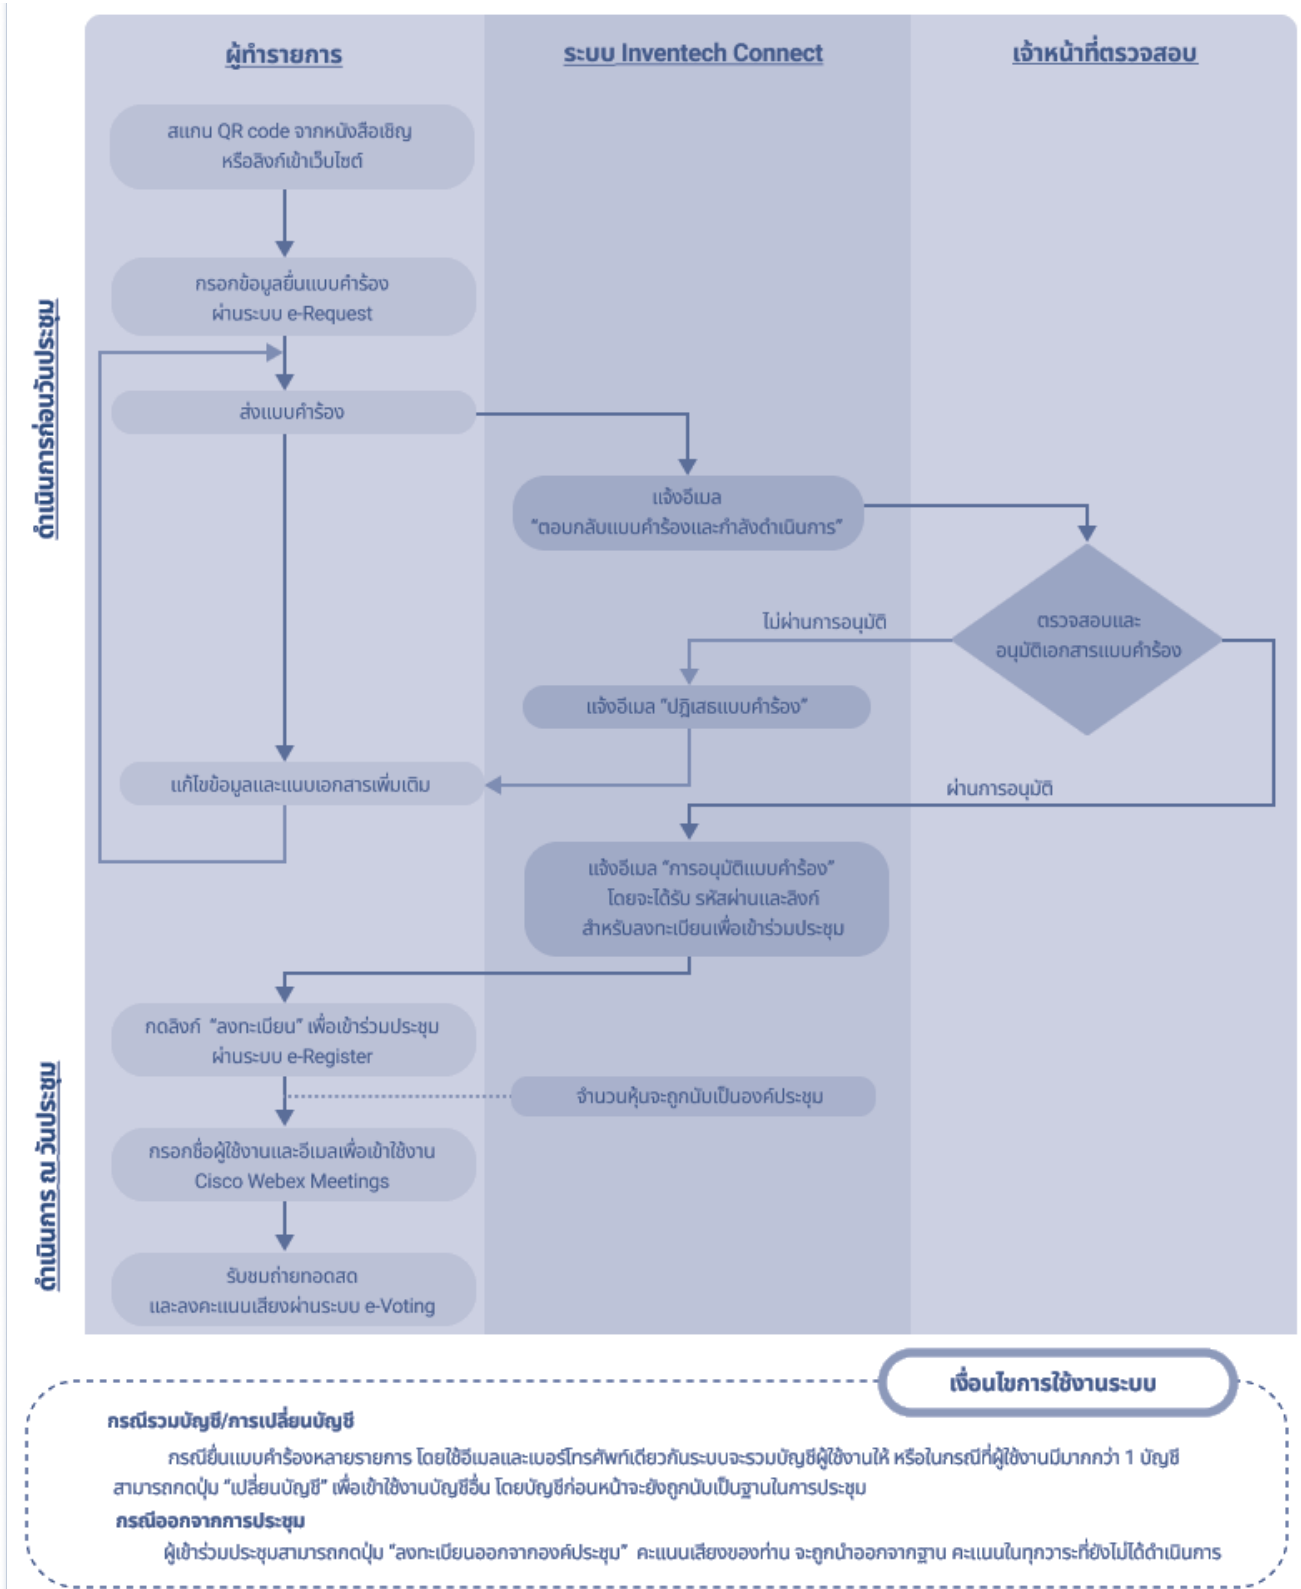 ผู้ทำรายการ
ระบบ Inventech Connect
เจ้าหน้าที่ตรวจสอบ
ดำเนินการก่อนวันประชุม
สแกน QR code จากหนังสือเชิญ
หรือลิงก์เข้าเว็บไซต์
กรอกข้อมูลยื่นแบบคำร้อง
ผ่านระบบ e-Request
ส่งแบบคำร้อง
แจ้งอีเมล
“ตอบกลับแบบคำร้องและกำลังดำเนินการ”
ตรวจสอบและ
อนุมัติเอกสารแบบคำร้อง
ไม่ผ่านการอนุมัติ
แจ้งอีเมล “ปฏิเสธแบบคำร้อง”
แก้ไขข้อมูลและแนบเอกสารเพิ่มเติม
ผ่านการอนุมัติ
แจ้งอีเมล “การอนุมัติแบบคำร้อง”
โดยจะได้รับ รหัสผ่านและลิงก์
สำหรับลงทะเบียนเพื่อเข้าร่วมประชุม
ดำเนินการ ณ วันประชุม
กดลิงก์ “ลงทะเบียน” เพื่อเข้าร่วมประชุม
ผ่านระบบ e-Register
จำนวนหุ้นจะถูกนับเป็นองค์ประชุม
กรอกชื่อผู้ใช้งานและอีเมลเพื่อเข้าใช้งาน
Cisco Webex Meetings
รับชมถ่ายทอดสด
และลงคะแนนเสียงผ่านระบบ e-Voting
เงื่อนไขการใช้งานระบบ
กรณีรวมบัญชี/การเปลี่ยนบัญชี
กรณียื่นแบบคำร้องหลายรายการ โดยใช้อีเมลและเบอร์โทรศัพท์เดียวกันระบบจะรวมบัญชีผู้ใช้งานให้ หรือในกรณีที่ผู้ใช้งานมีมากกว่า 1 บัญชี
สามารถกดปุ่ม “เปลี่ยนบัญชี” เพื่อเข้าใช้งานบัญชีอื่น โดยบัญชีก่อนหน้าจะยังถูกนับเป็นฐานในการประชุม
กรณีออกจากการประชุม
ผู้เข้าร่วมประชุมสามารถกดปุ่ม “ลงทะเบียนออกจากองค์ประชุม” คะแนนเสียงของท่าน จะถูกนำออกจากฐาน คะแนนในทุกวาระที่ยังไม่ได้ดำเนินการ